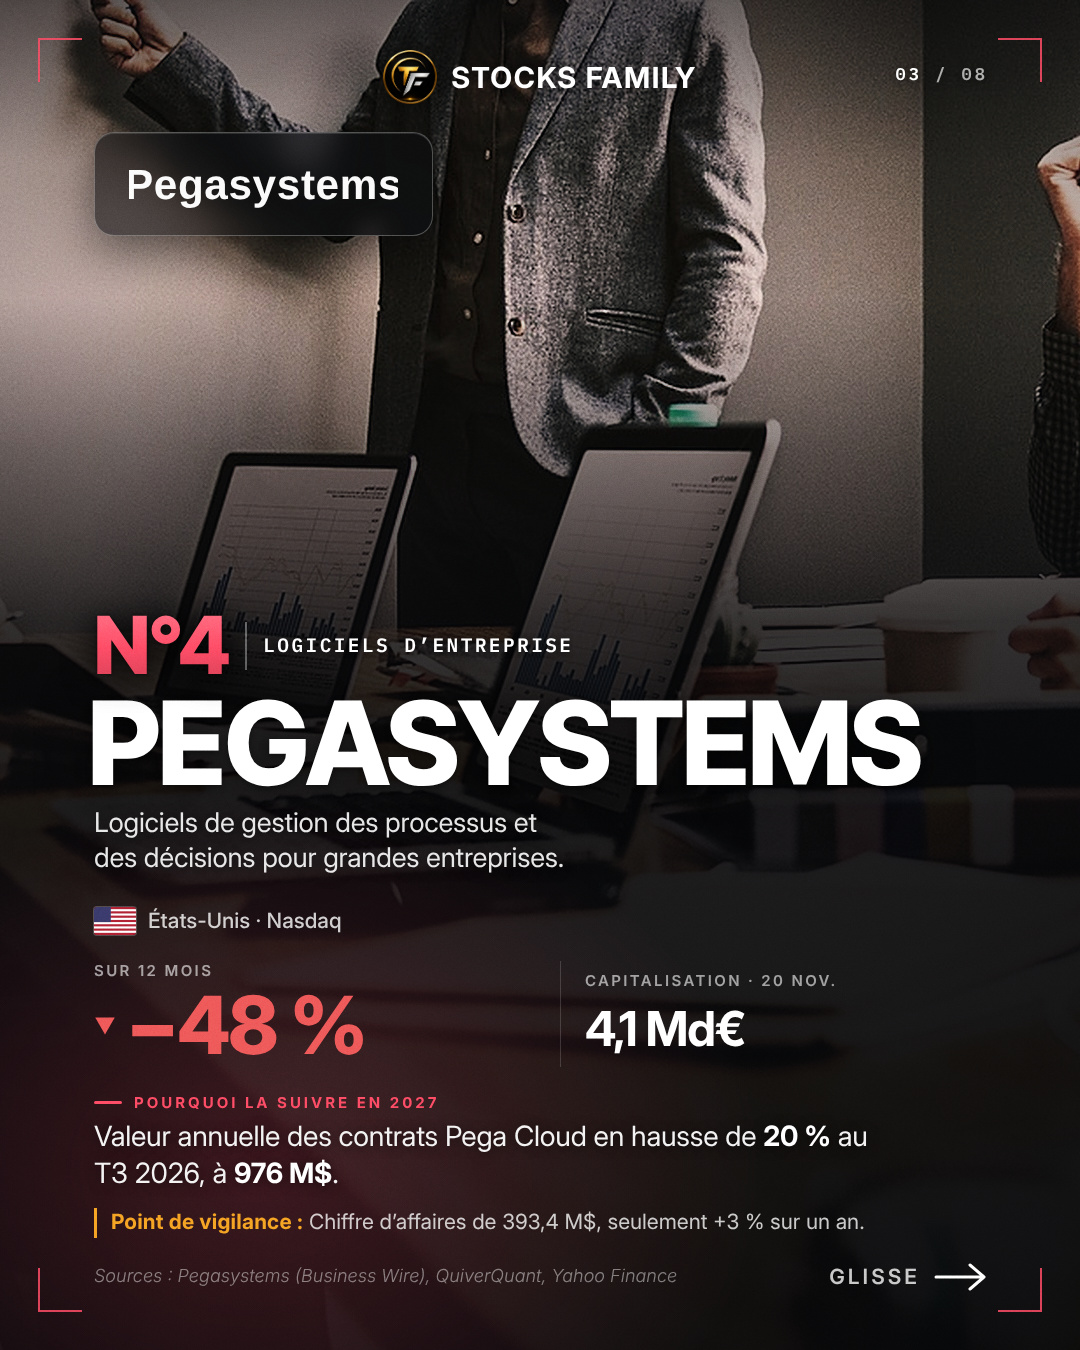 STOCKS FAMILY
03 / 08
Pegasystems
N°4
LOGICIELS D’ENTREPRISE
PEGASYSTEMS
Logiciels de gestion des processus et
des décisions pour grandes entreprises.
États-Unis · Nasdaq
SUR 12 MOIS
▼ –48 %
CAPITALISATION · 20 NOV.
4,1 Md€
POURQUOI LA SUIVRE EN 2027
Valeur annuelle des contrats Pega Cloud en hausse de 20 % au
T3 2026, à 976 M$.
Point de vigilance : Chiffre d’affaires de 393,4 M$, seulement +3 % sur un an.
Sources : Pegasystems (Business Wire), QuiverQuant, Yahoo Finance
GLISSE